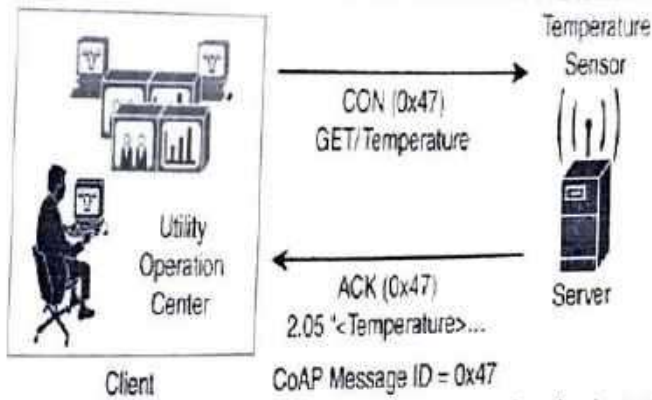 Temperature
Sensor
CON (0x47)
GET/Temperature
Utility
Operation
Center
ACK (0x47)
2.05 "<Temperature>...
Server
Client
CoAP Message ID = 0x47